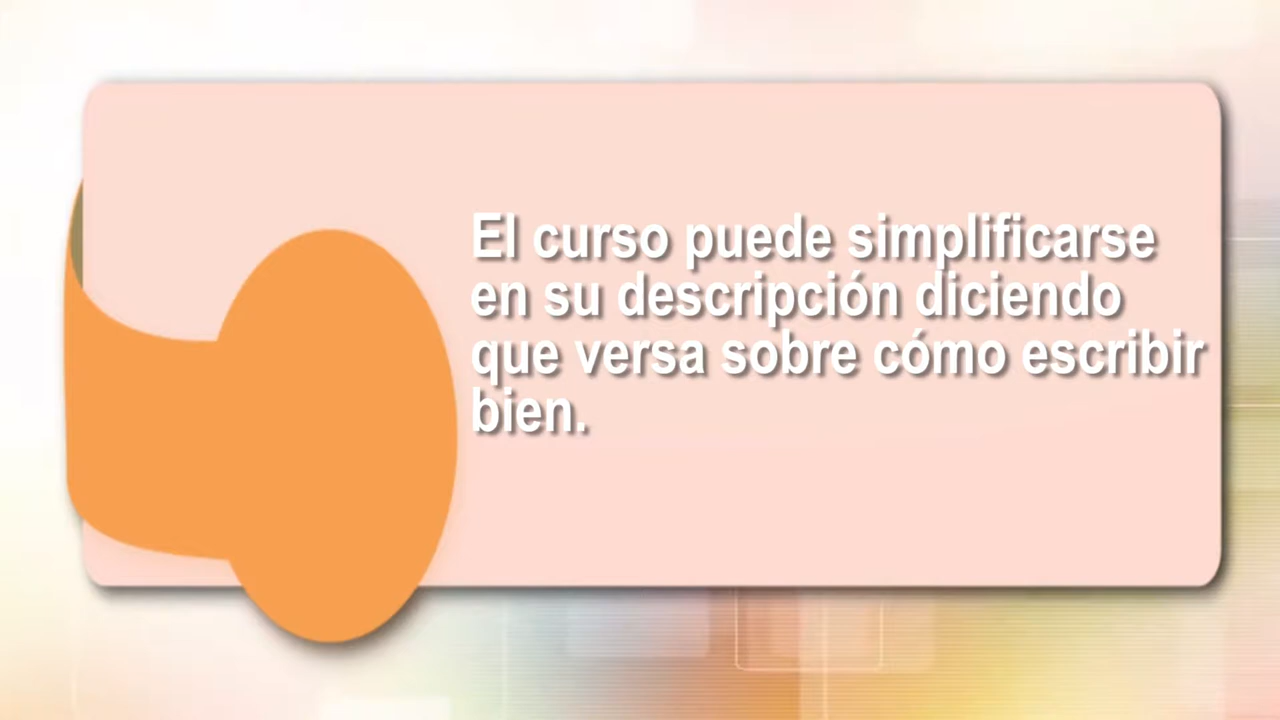 El curso puede simplificarse
en su descripción diciendo
que versa sobre cómo escribir
bien.